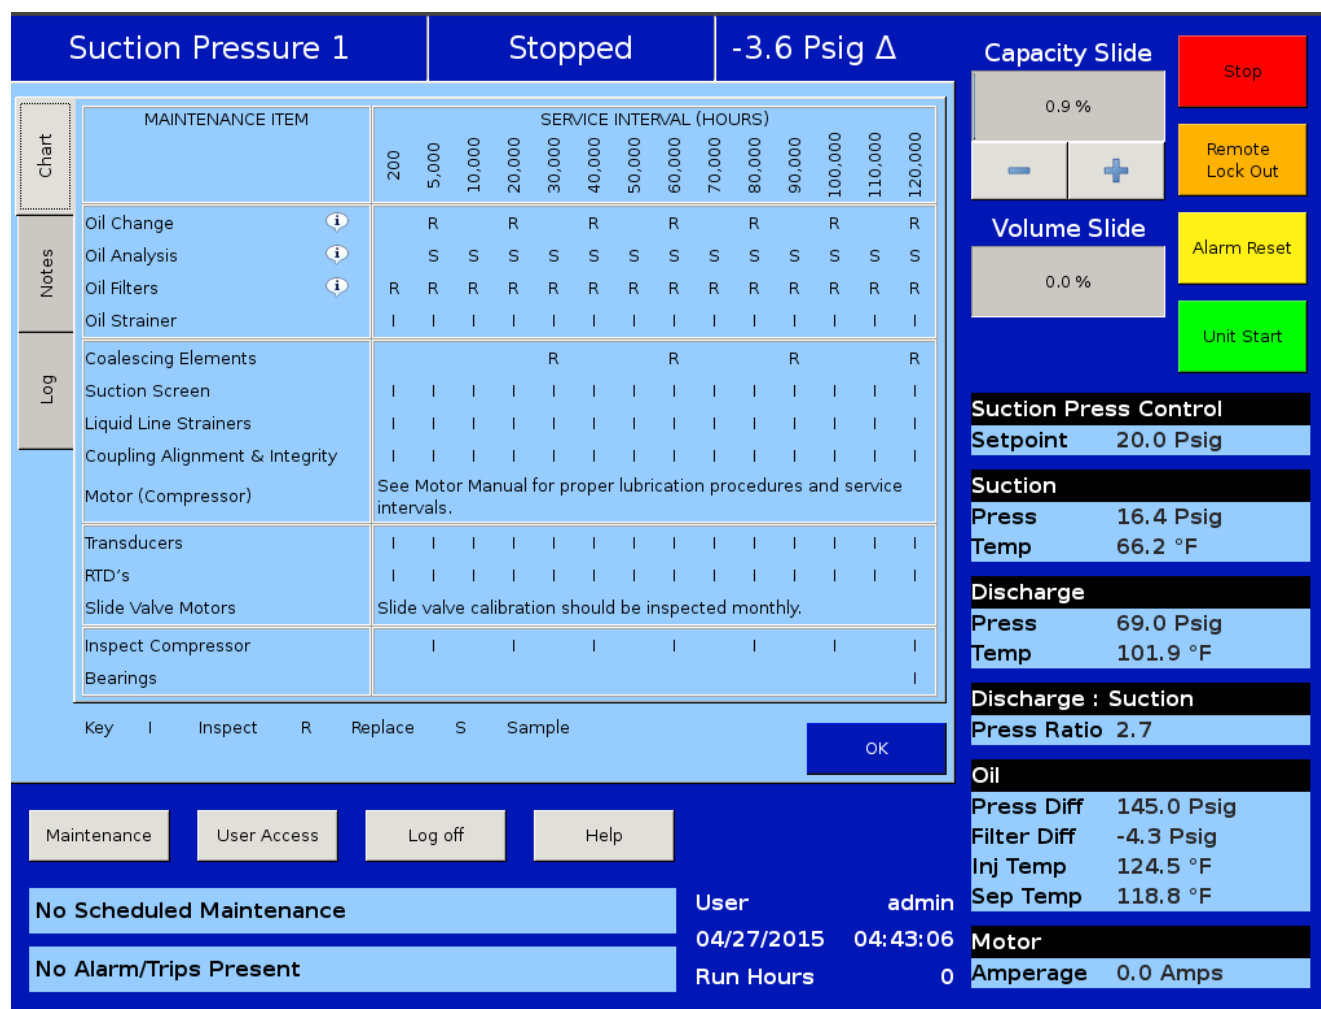 Suction Pressure 1 Stopped -3.6 Psig Δ
Chart
Notes
Log
MAINTENANCE ITEM SERVICE INTERVAL (HOURS)
200 5,000 10,000 20,000 30,000 40,000 50,000 60,000 70,000 80,000 90,000 100,000 110,000 120,000
Oil Change i R R R R R R R
Oil Analysis i S S S S S S S S S S S S S
Oil Filters i R R R R R R R R R R R R R R
Oil Strainer I I I I I I I I I I I I I I
Coalescing Elements R R R R
Suction Screen I I I I I I I I I I I I I I
Liquid Line Strainers I I I I I I I I I I I I I I
Coupling Alignment & Integrity I I I I I I I I I I I I I I
Motor (Compressor) See Motor Manual for proper lubrication procedures and service
intervals.
Transducers I I I I I I I I I I I I I I
RTD's I I I I I I I I I I I I I I
Slide Valve Motors Slide valve calibration should be inspected monthly.
Inspect Compressor I I I I I I I
Bearings I
Key I Inspect R Replace S Sample
OK
Maintenance User Access Log off Help
No Scheduled Maintenance
No Alarm/Trips Present
User admin
04/27/2015 04:43:06
Run Hours 0
Capacity Slide
0.9 %
Volume Slide
0.0 %
Stop
Remote
Lock Out
Alarm Reset
Unit Start
Suction Press Control
Setpoint 20.0 Psig
Suction
Press 16.4 Psig
Temp 66.2 °F
Discharge
Press 69.0 Psig
Temp 101.9 °F
Discharge : Suction
Press Ratio 2.7
Oil
Press Diff 145.0 Psig
Filter Diff -4.3 Psig
Inj Temp 124.5 °F
Sep Temp 118.8 °F
Motor
Amperage 0.0 Amps